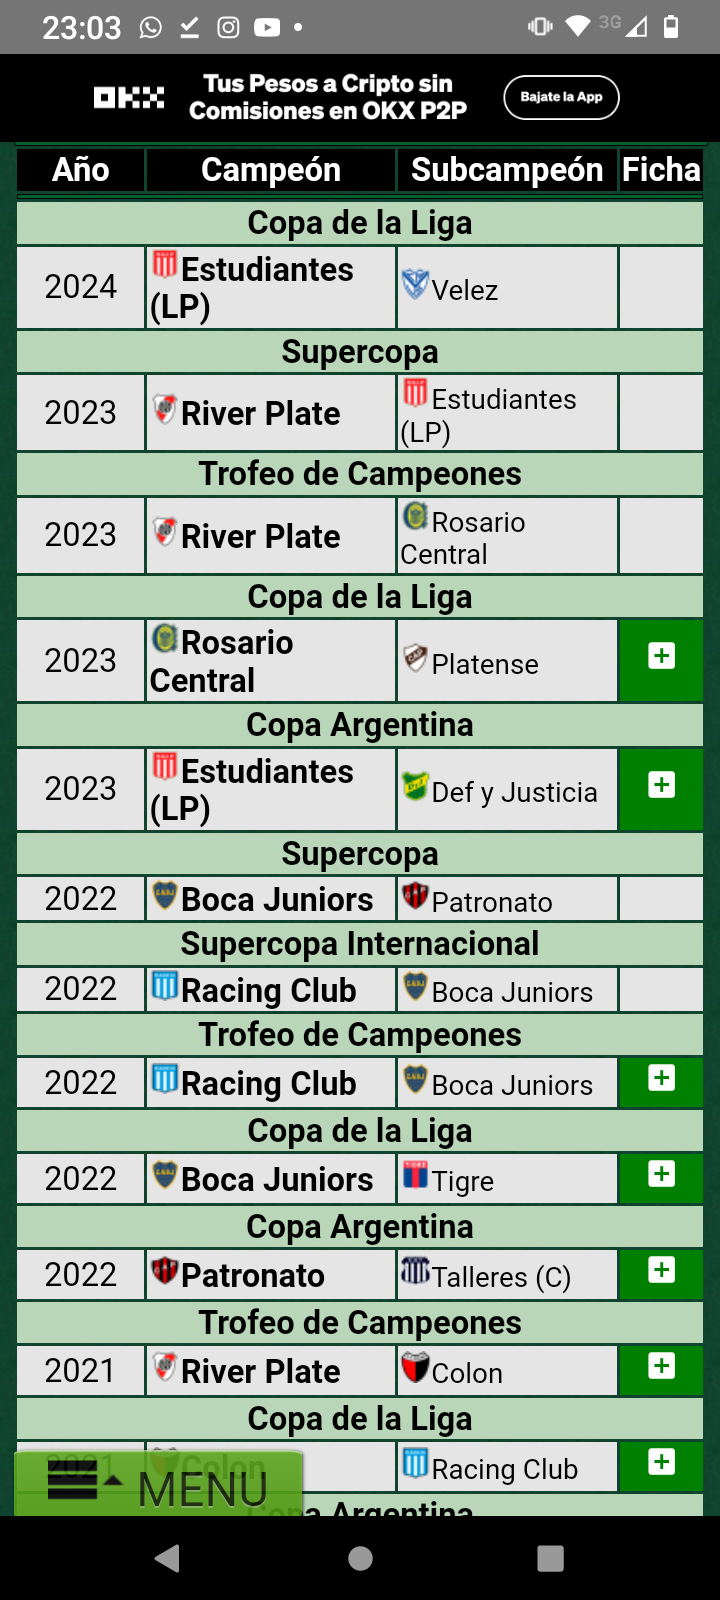 23:03
3G
OKX
Tus Pesos a Cripto sin
Comisiones en OKX P2P
Bajate la App
Año Campeón Subcampeón Ficha
Copa de la Liga
2024 Estudiantes (LP) Velez
Supercopa
2023 River Plate Estudiantes (LP)
Trofeo de Campeones
2023 River Plate Rosario Central
Copa de la Liga
2023 Rosario Central Platense
Copa Argentina
2023 Estudiantes (LP) Def y Justicia
Supercopa
2022 Boca Juniors Patronato
Supercopa Internacional
2022 Racing Club Boca Juniors
Trofeo de Campeones
2022 Racing Club Boca Juniors
Copa de la Liga
2022 Boca Juniors Tigre
Copa Argentina
2022 Patronato Talleres (C)
Trofeo de Campeones
2021 River Plate Colon
Copa de la Liga
2021 Colon Racing Club
MENU
Copa Argentina